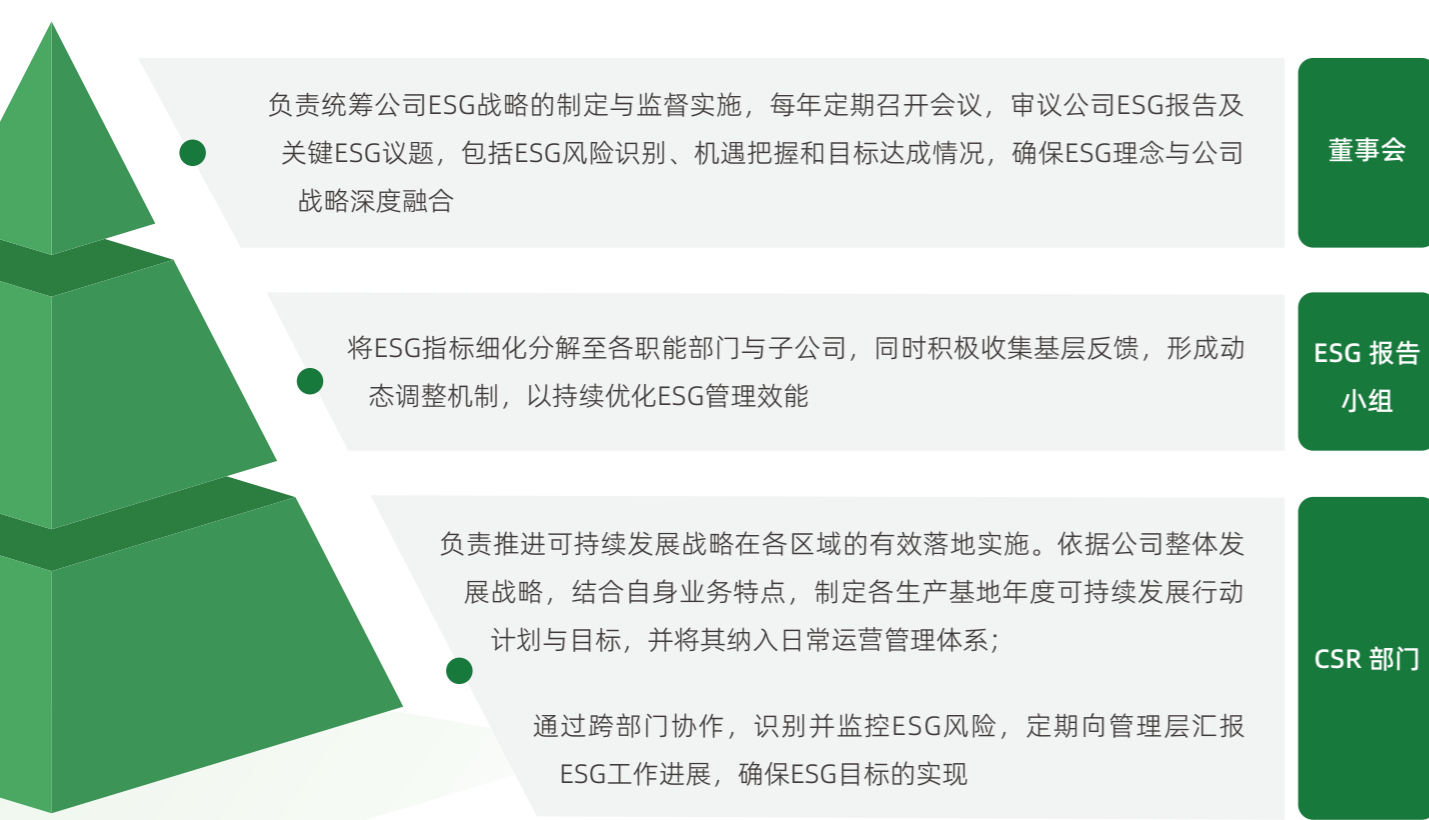 负责统筹公司ESG战略的制定与监督实施，每年定期召开会议，审议公司ESG报告及
关键ESG议题，包括ESG风险识别、机遇把握和目标达成情况，确保ESG理念与公司
战略深度融合
董事会
将ESG指标细化分解至各职能部门与子公司，同时积极收集基层反馈，形成动
态调整机制，以持续优化ESG管理效能
ESG 报告
小组
负责推进可持续发展战略在各区域的有效落地实施。依据公司整体发
展战略，结合自身业务特点，制定各生产基地年度可持续发展行动
计划与目标，并将其纳入日常运营管理体系；
通过跨部门协作，识别并监控ESG风险，定期向管理层汇报
ESG工作进展，确保ESG目标的实现
CSR 部门